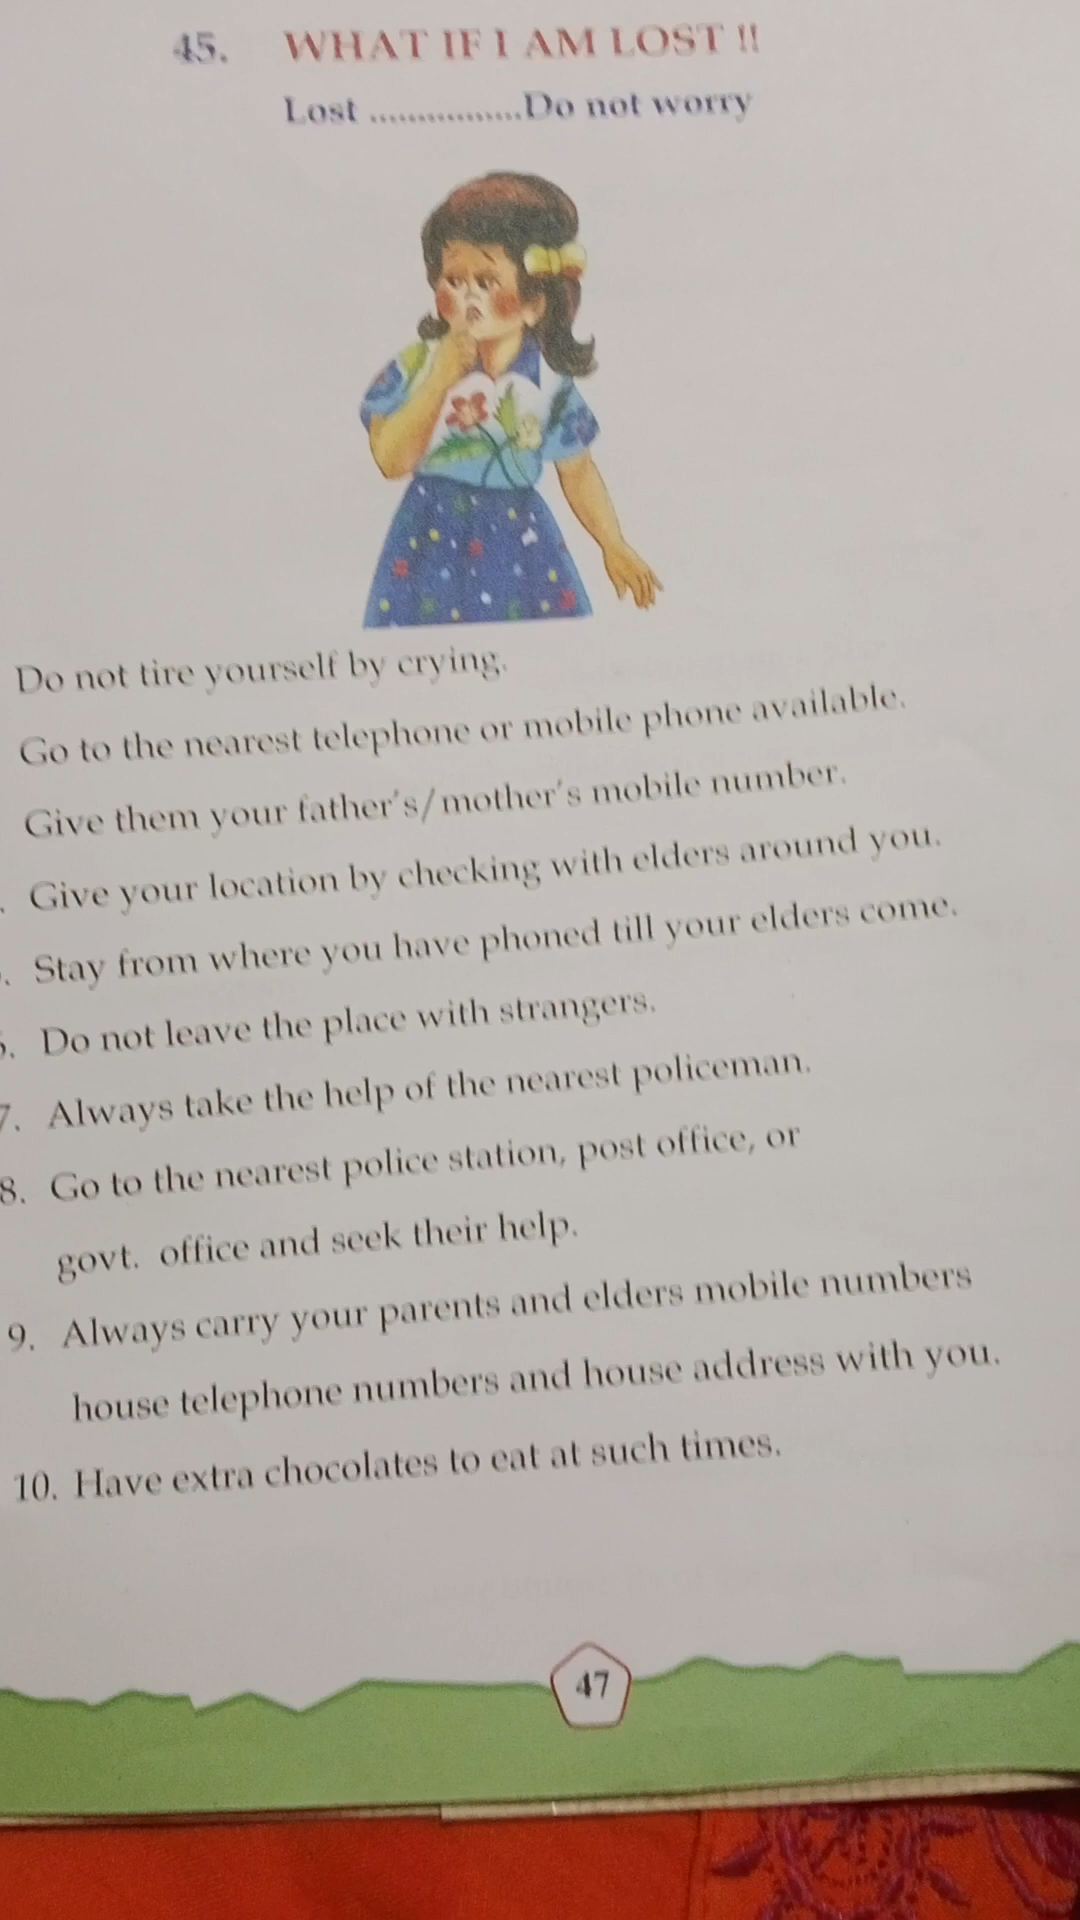 45. WHAT IF I AM LOST !!
Lost ................Do not worry
Do not tire yourself by crying.
Go to the nearest telephone or mobile phone available.
Give them your father's/mother's mobile number.
. Give your location by checking with elders around you.
. Stay from where you have phoned till your elders come.
6. Do not leave the place with strangers.
7. Always take the help of the nearest policeman.
8. Go to the nearest police station, post office, or
govt. office and seek their help.
9. Always carry your parents and elders mobile numbers
house telephone numbers and house address with you.
10. Have extra chocolates to eat at such times.
47